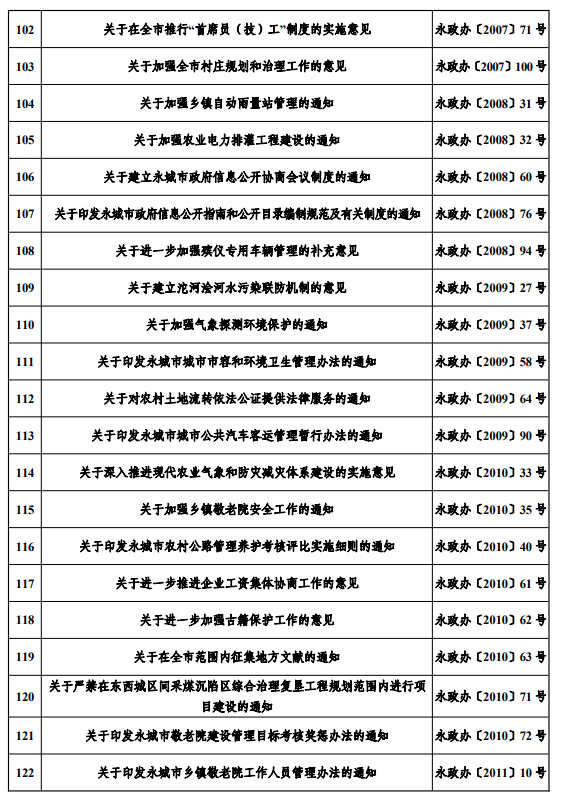 102 关于在全市推行“首席员（技）工”制度的实施意见 永政办〔2007〕71 号
103 关于加强全市村庄规划和治理工作的意见 永政办〔2007〕100 号
104 关于加强乡镇自动雨量站管理的通知 永政办〔2008〕31 号
105 关于加强农业电力排灌工程建设的通知 永政办〔2008〕32 号
106 关于建立永城市政府信息公开协商会议制度的通知 永政办〔2008〕60 号
107 关于印发永城市政府信息公开指南和公开目录编制规范及有关制度的通知 永政办〔2008〕76 号
108 关于进一步加强殡仪专用车辆管理的补充意见 永政办〔2008〕94 号
109 关于建立沱河浍河水污染联防机制的意见 永政办〔2009〕27 号
110 关于加强气象探测环境保护的通知 永政办〔2009〕37 号
111 关于印发永城市城市市容和环境卫生管理办法的通知 永政办〔2009〕58 号
112 关于对农村土地流转依法公证提供法律服务的通知 永政办〔2009〕64 号
113 关于印发永城市城市公共汽车客运管理暂行办法的通知 永政办〔2009〕90 号
114 关于深入推进现代农业气象和防灾减灾体系建设的实施意见 永政办〔2010〕33 号
115 关于加强乡镇敬老院安全工作的通知 永政办〔2010〕35 号
116 关于印发永城市农村公路管理养护考核评比实施细则的通知 永政办〔2010〕40 号
117 关于进一步推进企业工资集体协商工作的意见 永政办〔2010〕61 号
118 关于进一步加强古籍保护工作的意见 永政办〔2010〕62 号
119 关于在全市范围内征集地方文献的通知 永政办〔2010〕63 号
120 关于严禁在东西城区间采煤沉陷区综合治理复垦工程规划范围内进行项
目建设的通知 永政办〔2010〕71 号
121 关于印发永城市敬老院建设管理目标考核奖惩办法的通知 永政办〔2010〕72 号
122 关于印发永城市乡镇敬老院工作人员管理办法的通知 永政办〔2011〕10 号